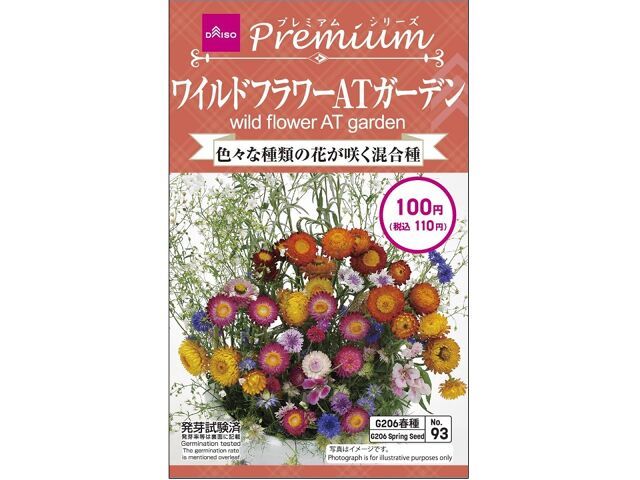 DAISO
プレミアム シリーズ
Premium
ワイルドフラワーATガーデン
wild flower AT garden
色々な種類の花が咲く混合種
100円
(税込 110円)
発芽試験済
発芽率等は裏面に記載
Germination tested
The germination rate
is mentioned overleaf
G206春種
G206 Spring Seed
No.
93
写真はイメージです。
Photograph is for illustrative purposes only